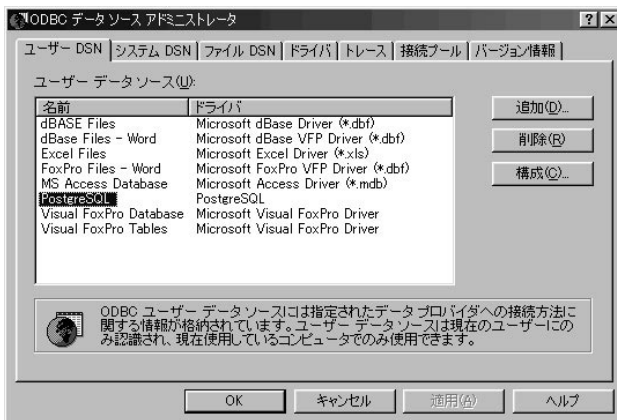 ODBC データ ソース アドミニストレータ
ユーザー DSN システム DSN ファイル DSN ドライバ トレース 接続プール バージョン情報
ユーザー データ ソース(U):
名前 ドライバ
dBASE Files Microsoft dBase Driver (*.dbf)
dBase Files - Word Microsoft dBase VFP Driver (*.dbf)
Excel Files Microsoft Excel Driver (*.xls)
FoxPro Files - Word Microsoft FoxPro VFP Driver (*.dbf)
MS Access Database Microsoft Access Driver (*.mdb)
PostgreSQL PostgreSQL
Visual FoxPro Database Microsoft Visual FoxPro Driver
Visual FoxPro Tables Microsoft Visual FoxPro Driver
追加(D)...
削除(R)
構成(C)...
ODBC ユーザー データ ソースには指定されたデータ プロバイダへの接続方法に
関する情報が格納されています。ユーザー データ ソースは現在のユーザーにの
み認識され、現在使用しているコンピュータでのみ使用できます。
OK キャンセル 適用(A) ヘルプ